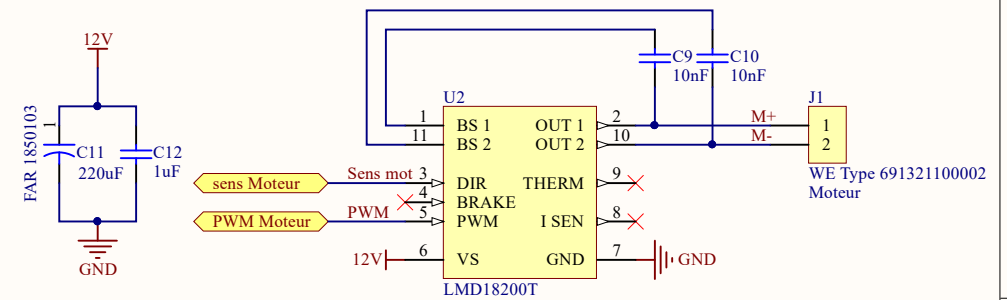 12V
FAR 1850103
1
C11
220uF
C12
1uF
GND
C9
10nF
C10
10nF
U2
1 BS 1 OUT 1 2
11 BS 2 OUT 2 10
sens Moteur Sens mot 3 DIR THERM 9
4 BRAKE
PWM Moteur PWM 5 PWM I SEN 8
12V 6 VS GND 7 GND
LMD18200T
J1
M+ 1
M- 2
WE Type 691321100002
Moteur